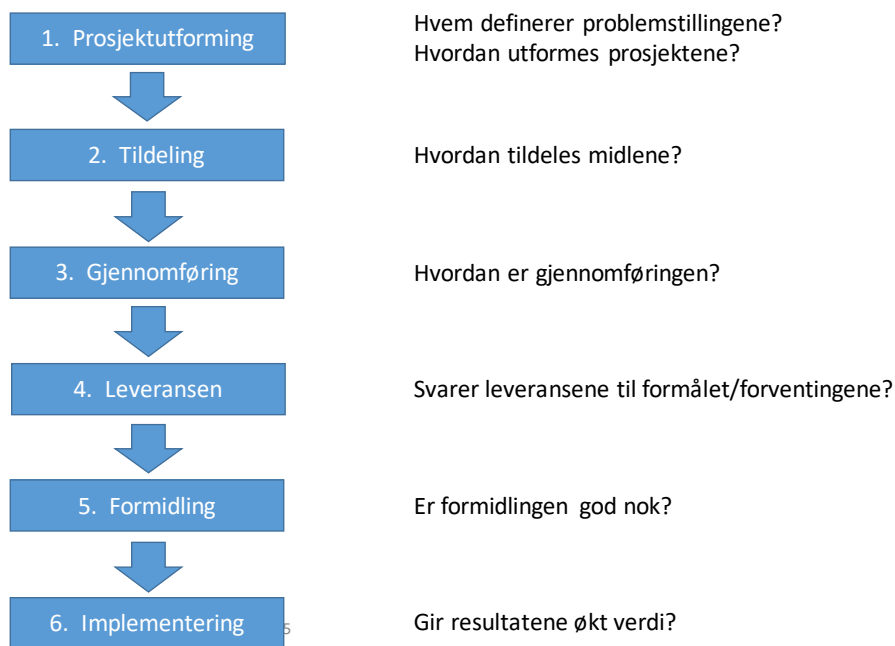 1. Prosjektutforming
Hvem definerer problemstillingene?
Hvordan utformes prosjektene?
2. Tildeling
Hvordan tildeles midlene?
3. Gjennomføring
Hvordan er gjennomføringen?
4. Leveransen
Svarer leveransene til formålet/forventingene?
5. Formidling
Er formidlingen god nok?
6. Implementering
5
Gir resultatene økt verdi?